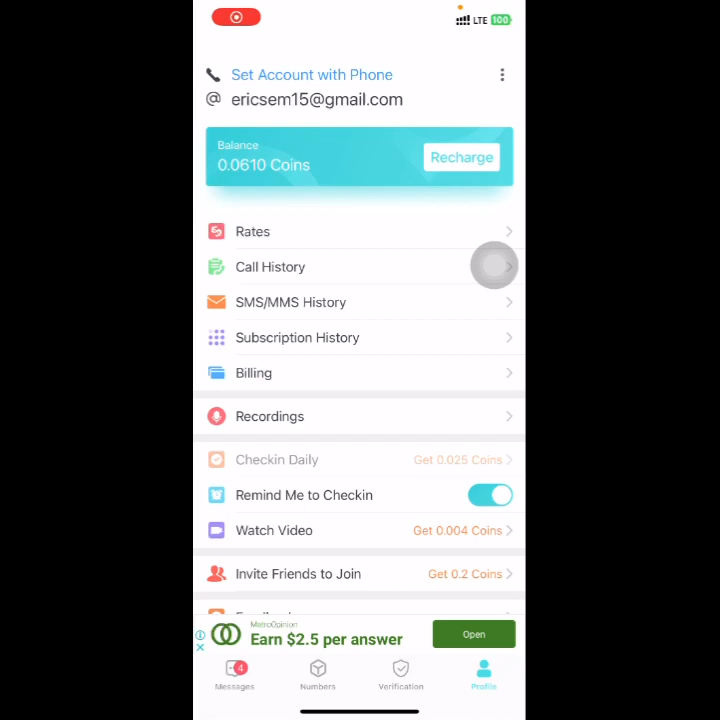 LTE 100
Set Account with Phone
@ ericsem15@gmail.com
Balance
0.0610 Coins
Recharge
Rates
Call History
SMS/MMS History
Subscription History
Billing
Recordings
Checkin Daily Get 0.025 Coins
Remind Me to Checkin
Watch Video Get 0.004 Coins
Invite Friends to Join Get 0.2 Coins
MetroOpinion
Earn $2.5 per answer
Open
4
Messages Numbers Verification Profile